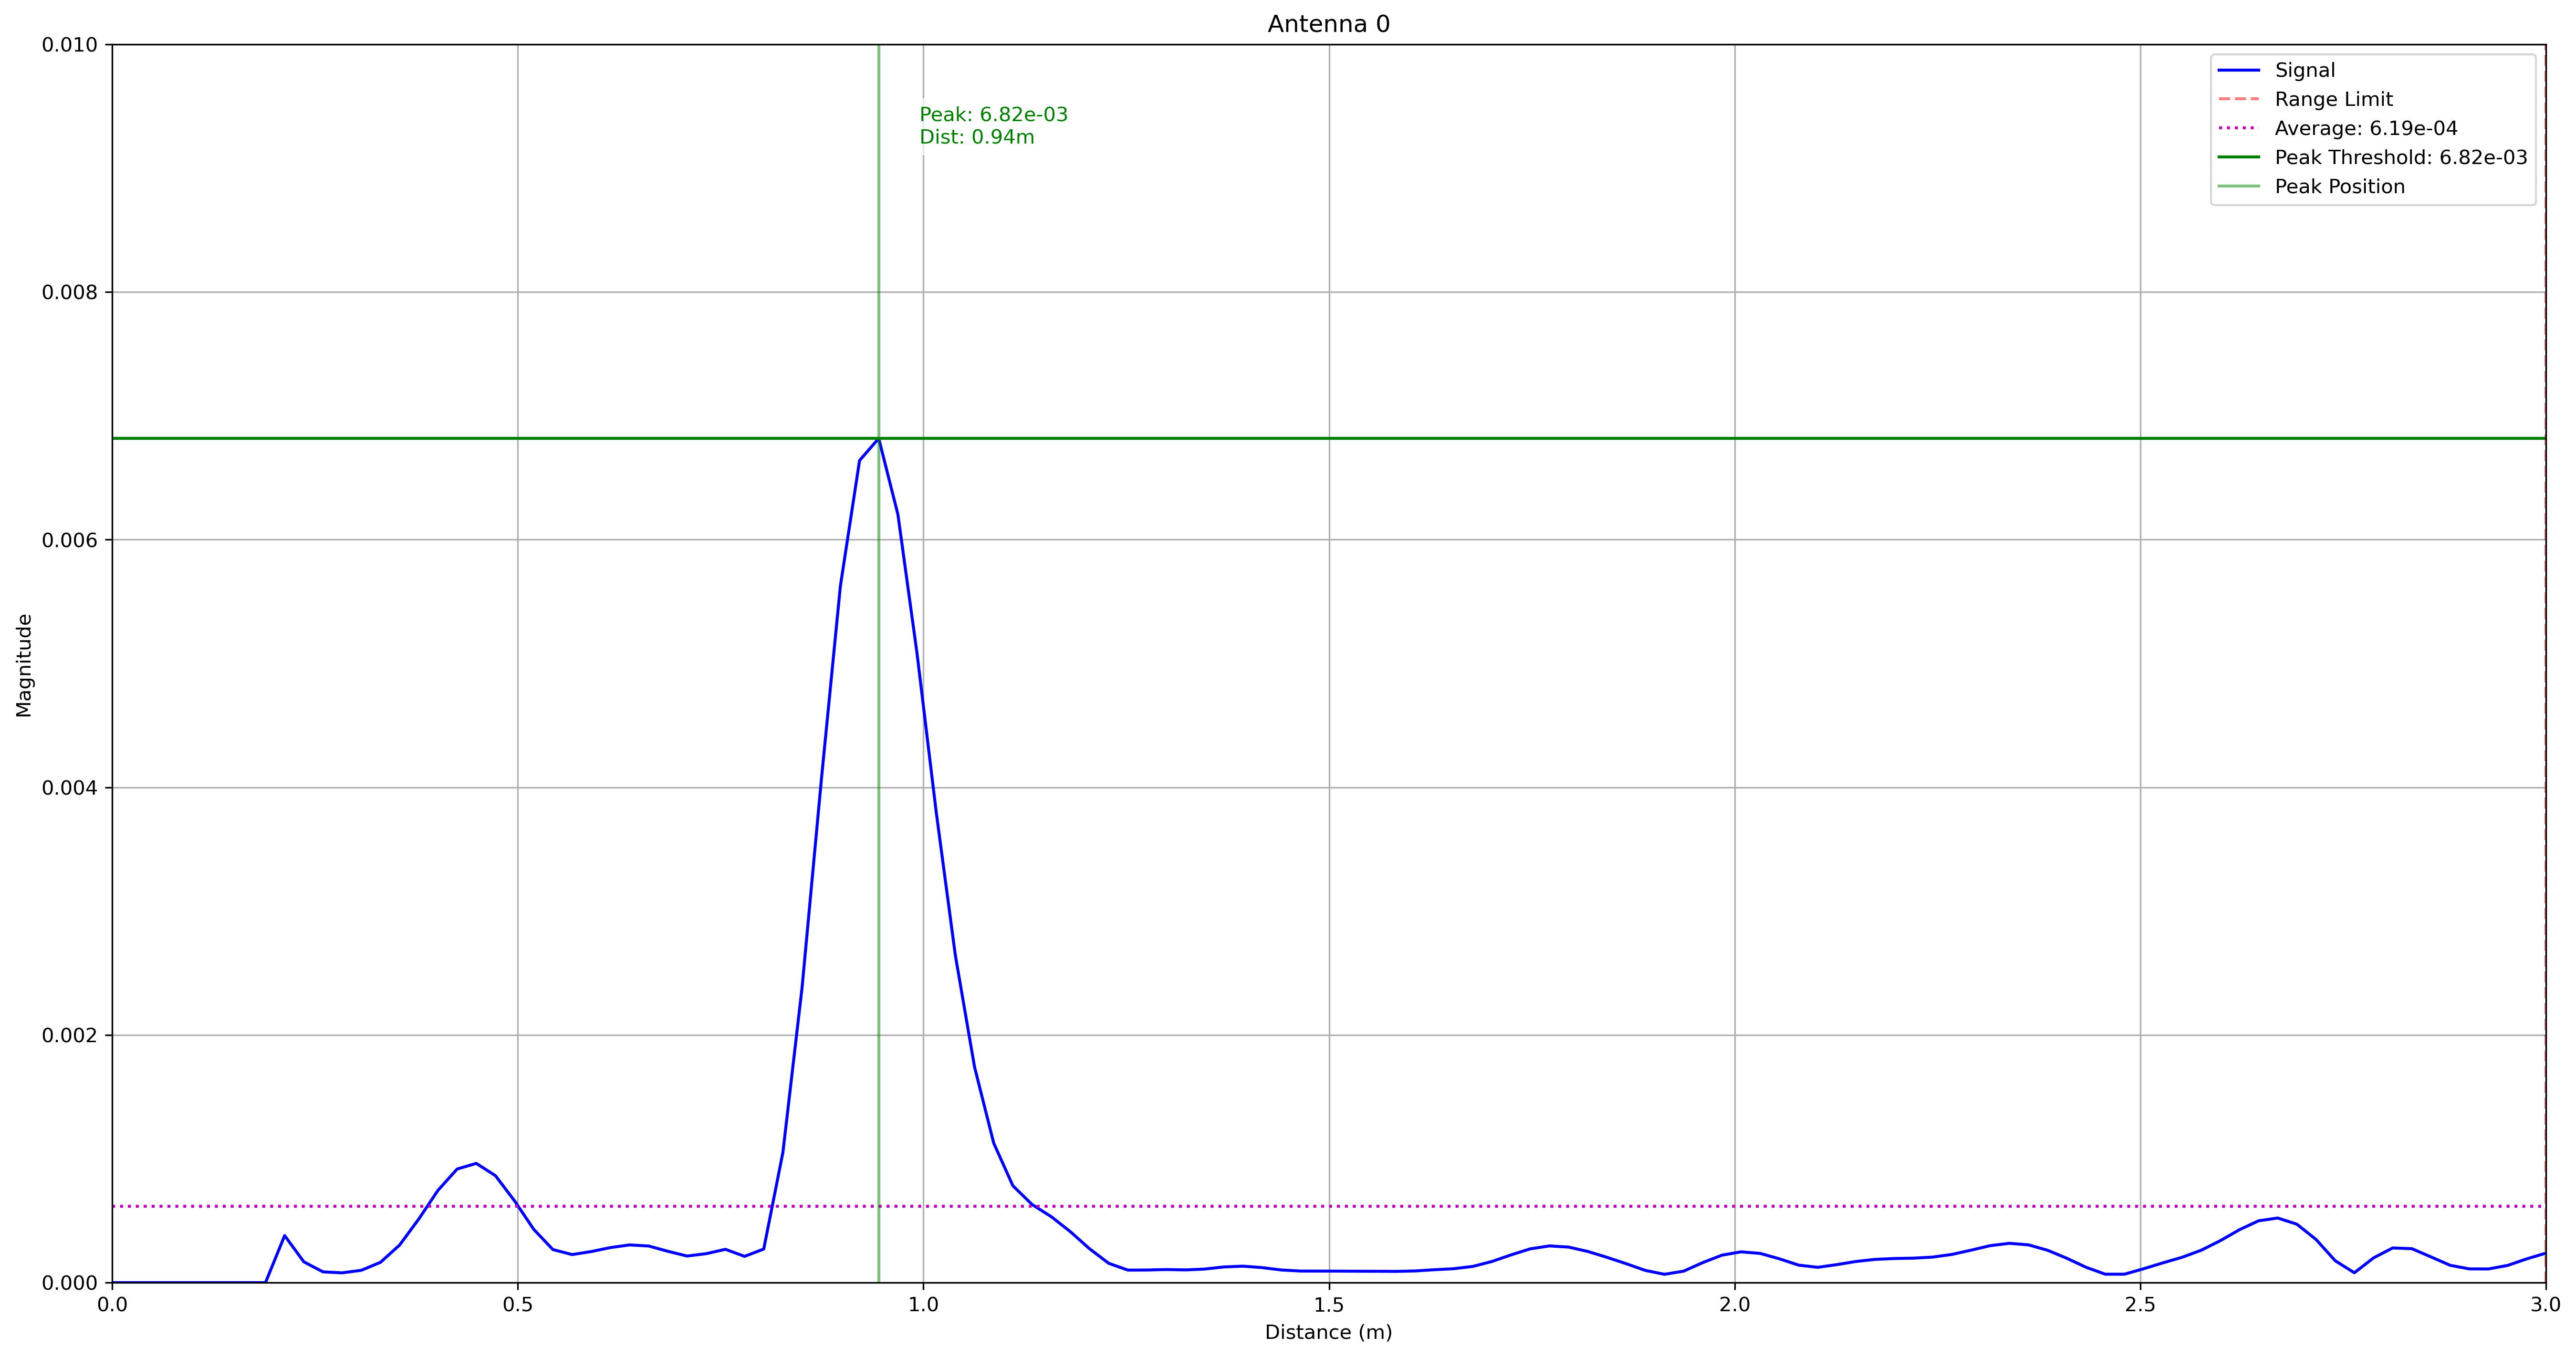 Antenna 0
0.010
0.008
0.006
0.004
0.002
0.000
Magnitude
Peak: 6.82e-03
Dist: 0.94m
Signal
Range Limit
Average: 6.19e-04
Peak Threshold: 6.82e-03
Peak Position
0.0 0.5 1.0 1.5 2.0 2.5 3.0
Distance (m)